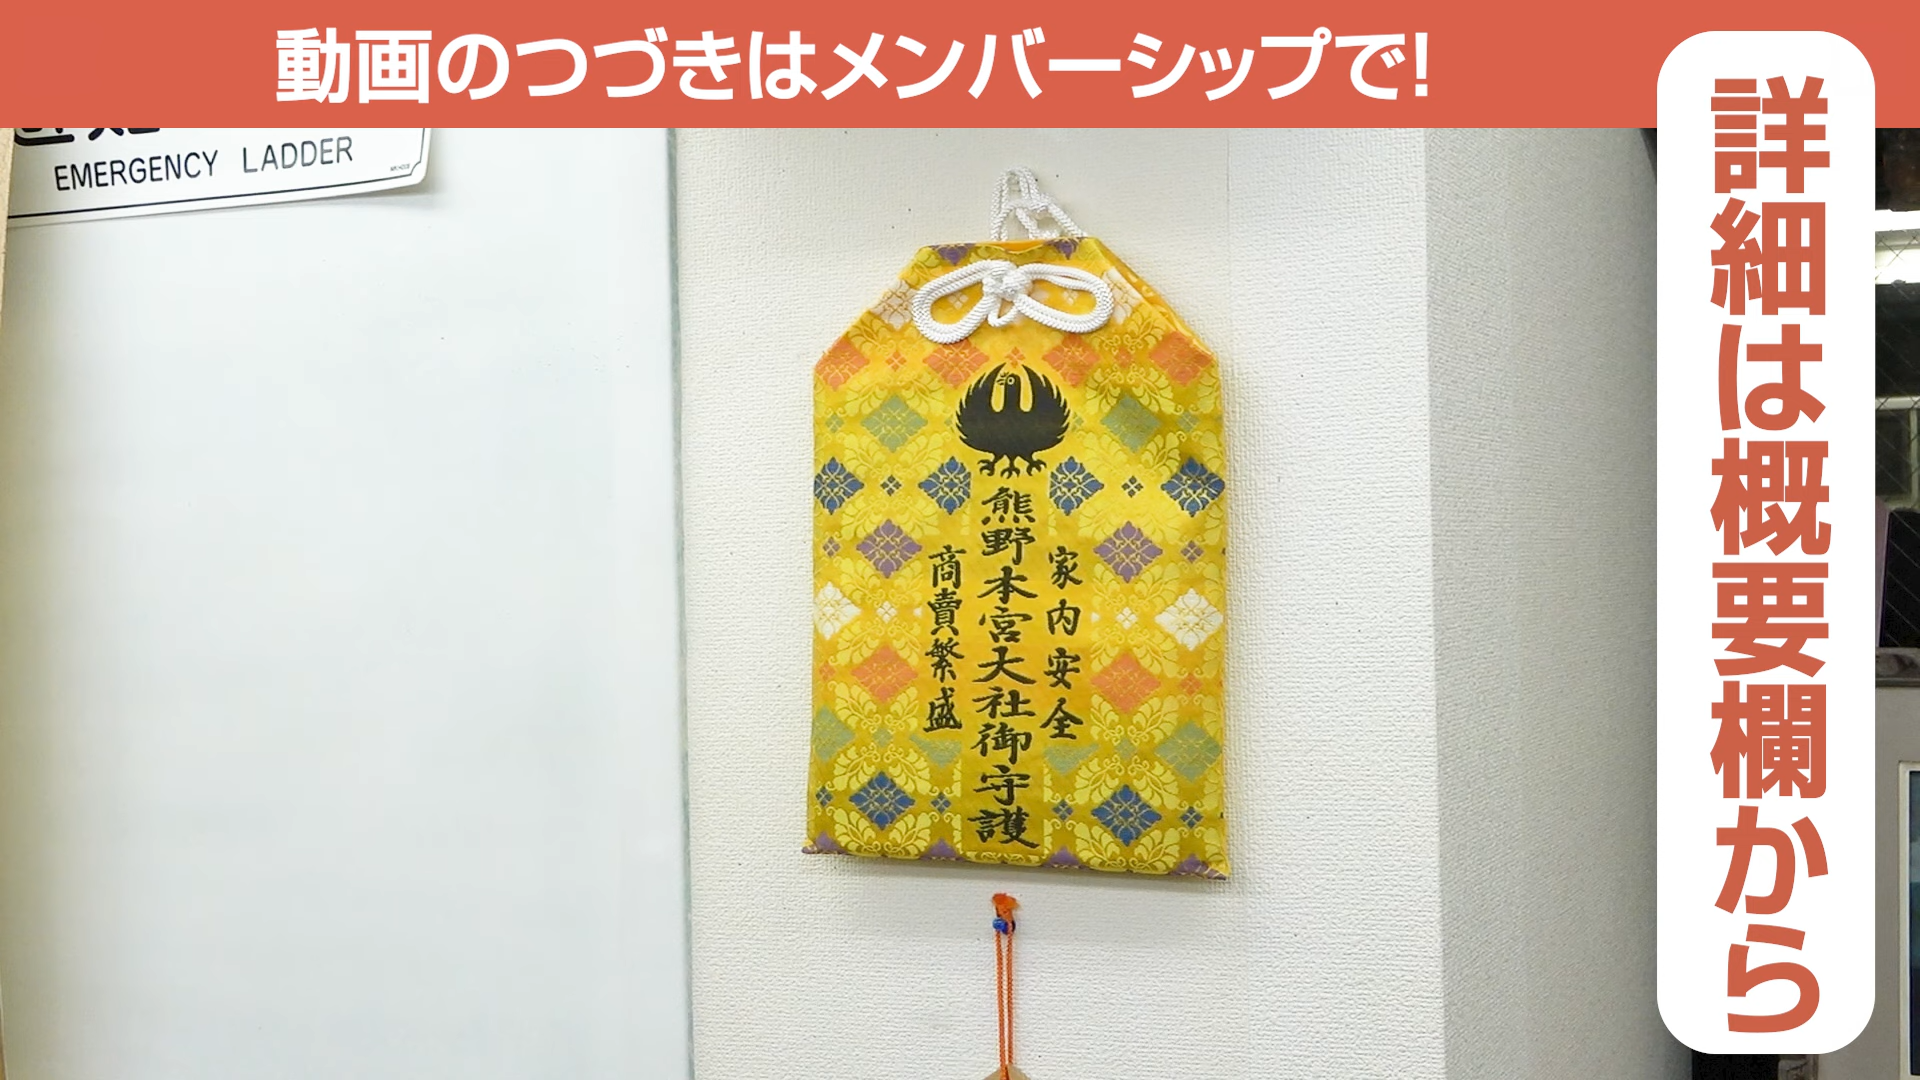 動画のつづきはメンバーシップで!
詳細は概要欄から
EMERGENCY LADDER
家内安全
熊野本宮大社御守護
商賣繁盛